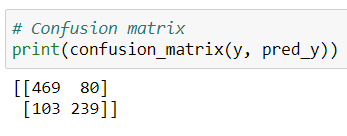 # Confusion matrix
print(confusion_matrix(y, pred_y))
[[469  80]
 [103 239]]